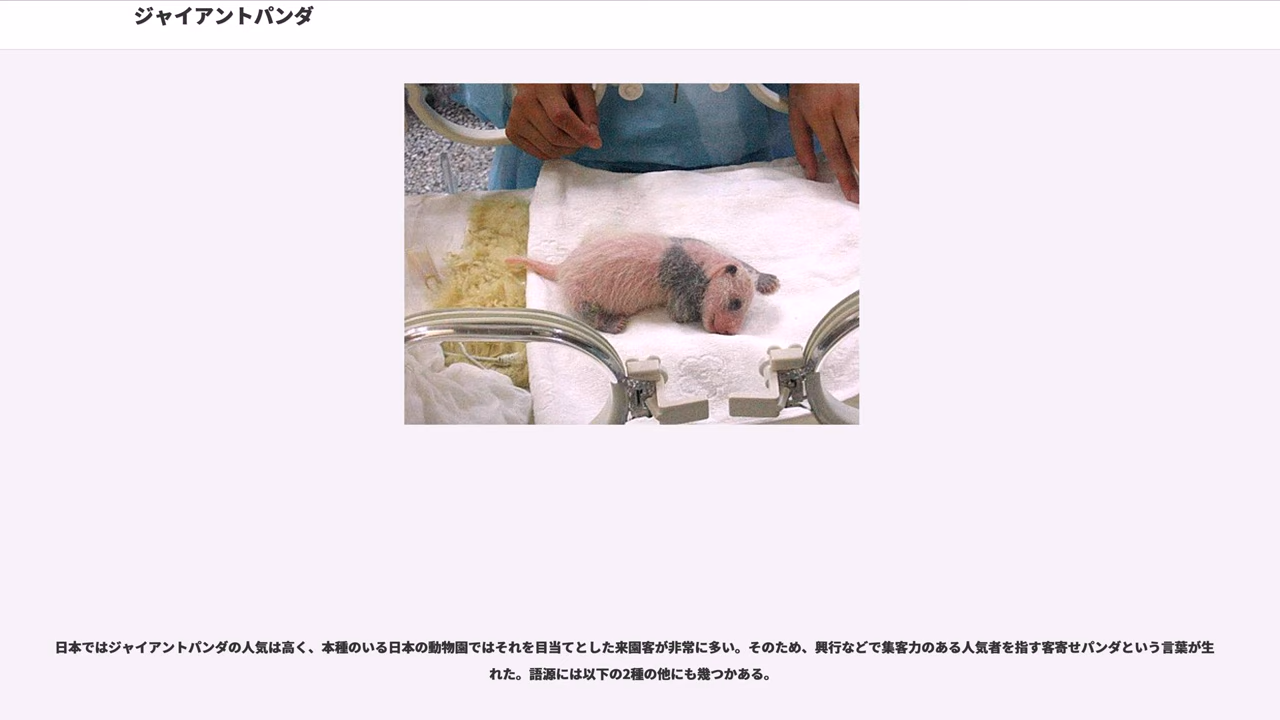 ジャイアントパンダ
日本ではジャイアントパンダの人気は高く、本種のいる日本の動物園ではそれを目当てとした来園客が非常に多い。そのため、興行などで集客力のある人気者を指す客寄せパンダという言葉が生
れた。語源には以下の2種の他にも幾つかある。